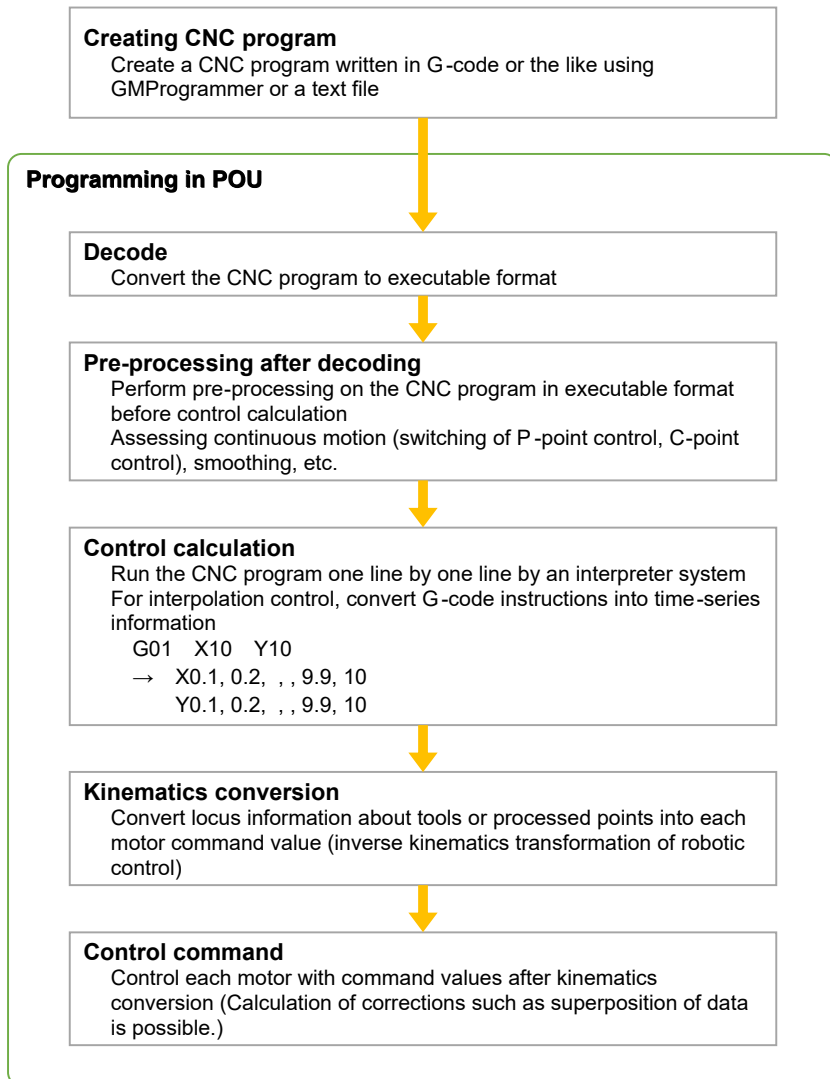 Creating CNC program
Create a CNC program written in G-code or the like using
GMProgrammer or a text file
Programming in POU
Decode
Convert the CNC program to executable format
Pre-processing after decoding
Perform pre-processing on the CNC program in executable format
before control calculation
Assessing continuous motion (switching of P-point control, C-point
control), smoothing, etc.
Control calculation
Run the CNC program one line by one line by an interpreter system
For interpolation control, convert G-code instructions into time-series
information
G01 X10 Y10
→ X0.1, 0.2, , , 9.9, 10
Y0.1, 0.2, , , 9.9, 10
Kinematics conversion
Convert locus information about tools or processed points into each
motor command value (inverse kinematics transformation of robotic
control)
Control command
Control each motor with command values after kinematics
conversion (Calculation of corrections such as superposition of data
is possible.)